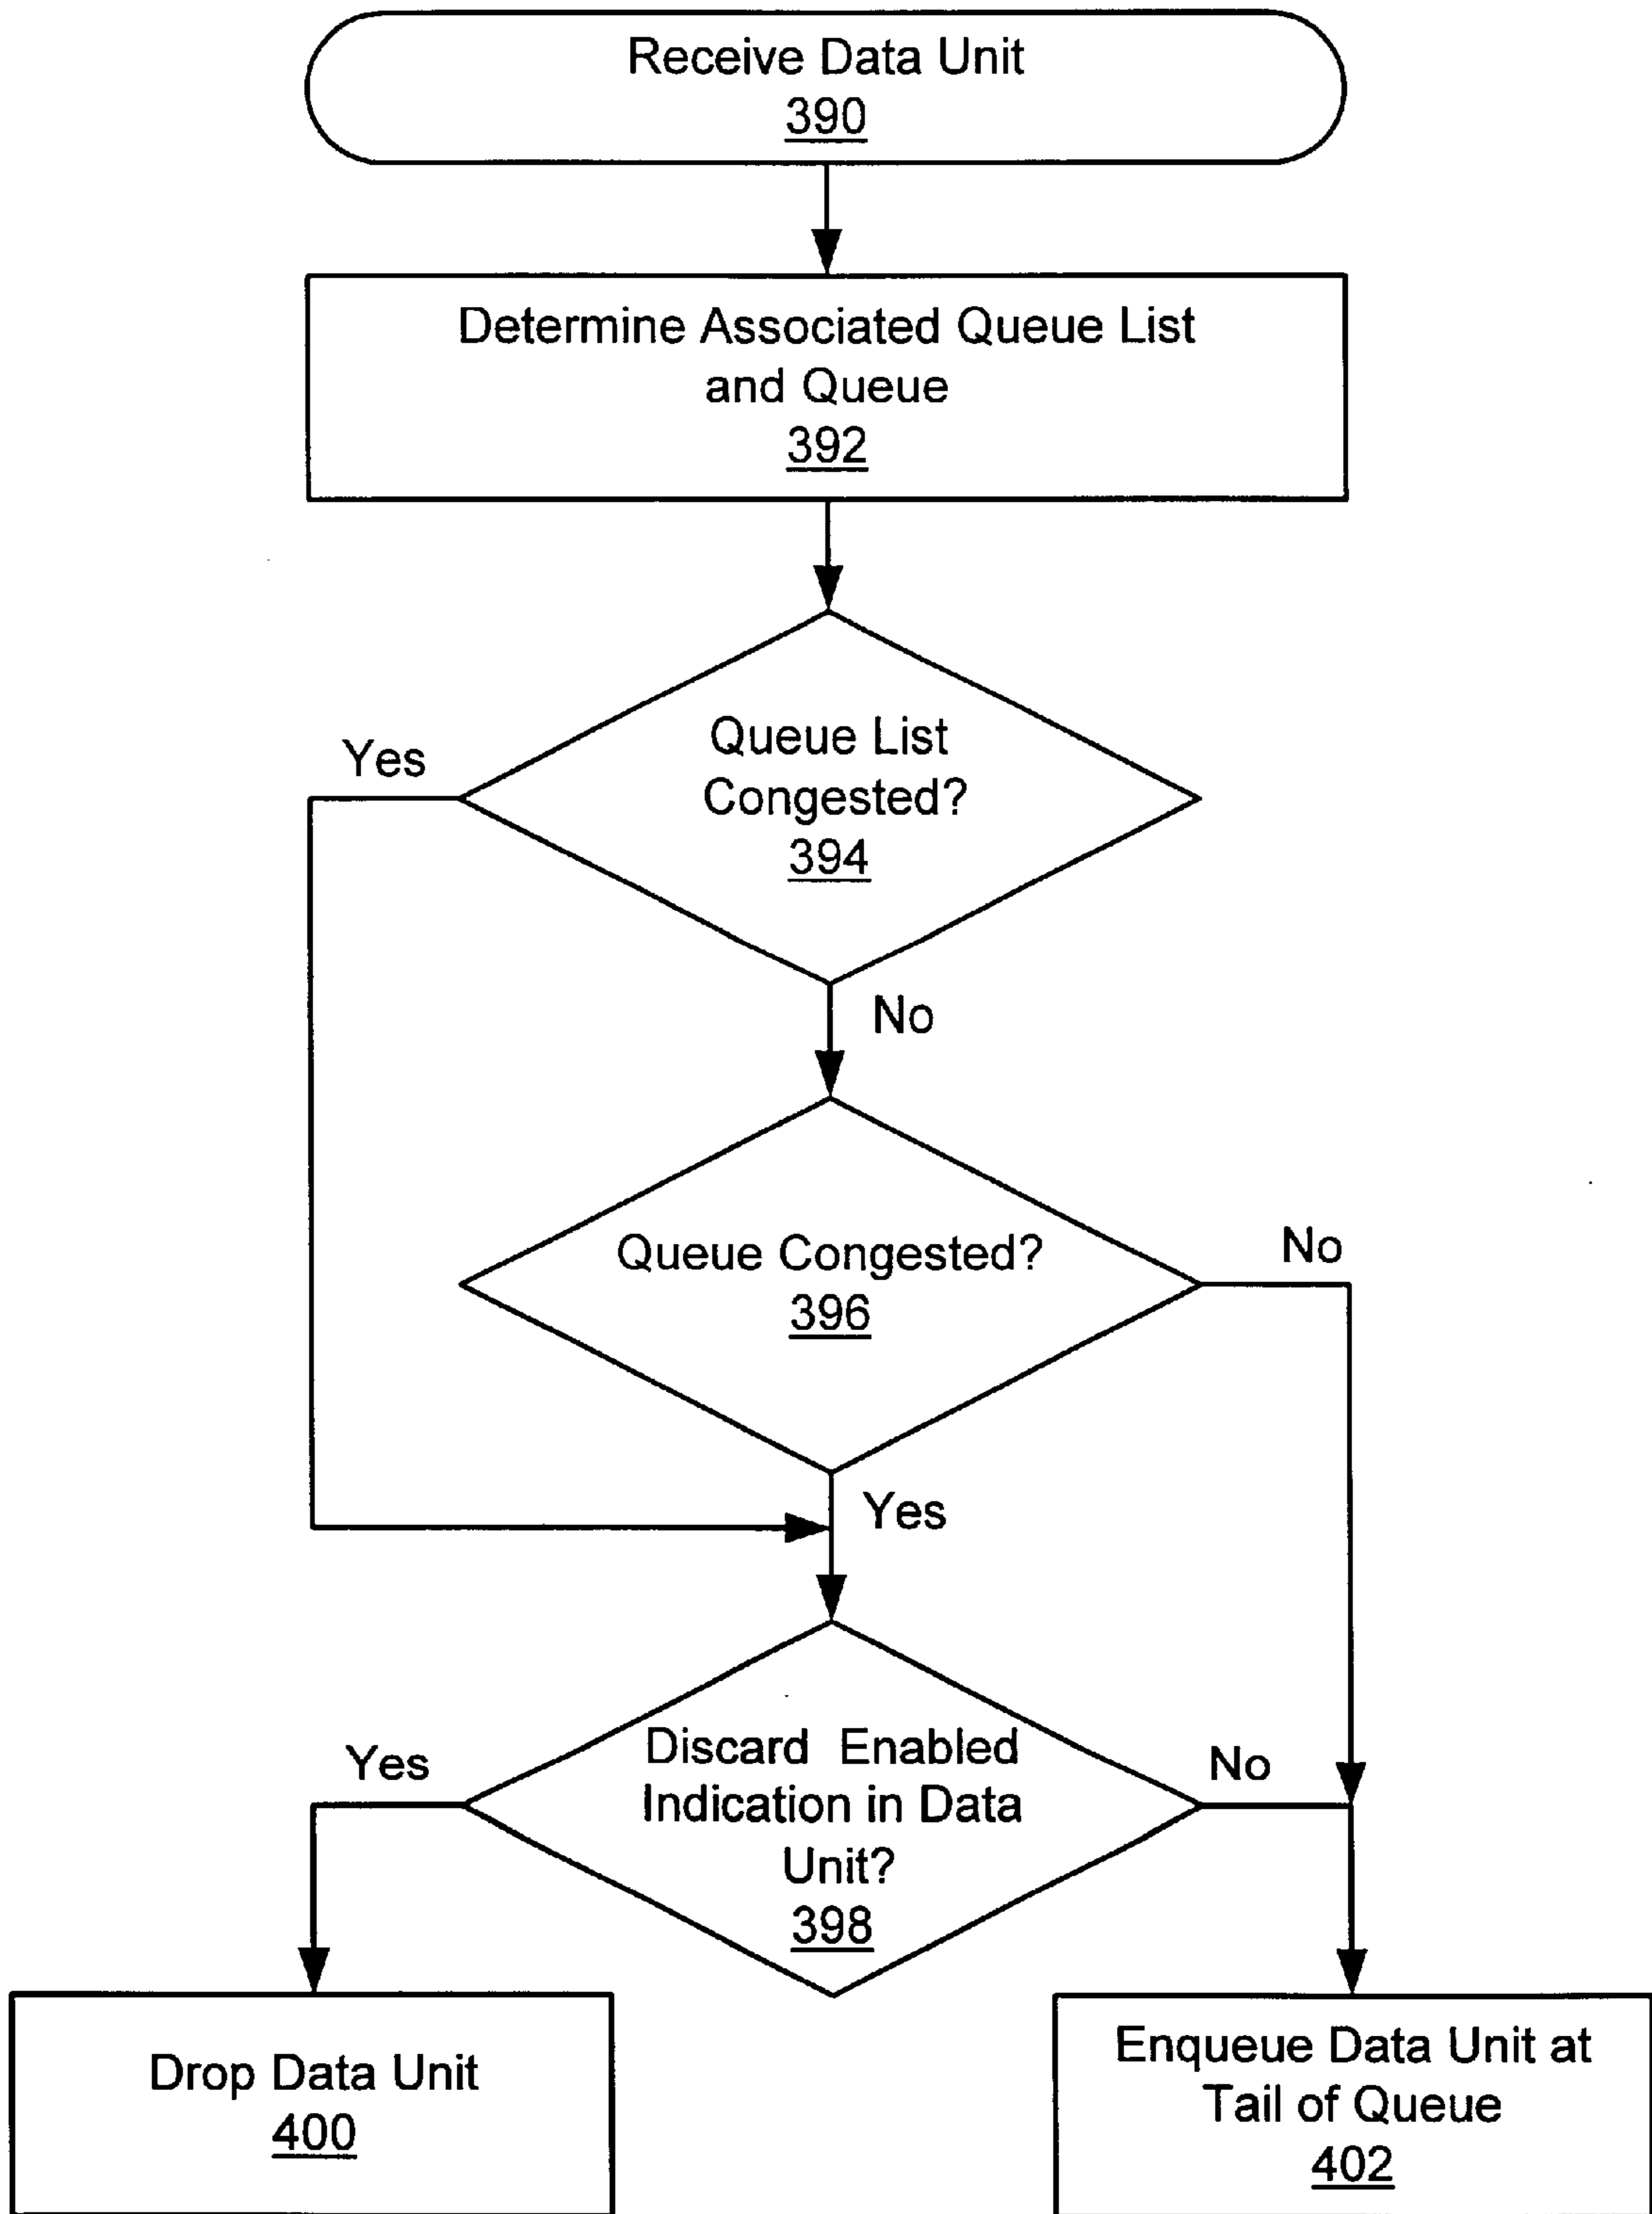 Receive Data Unit
390
Determine Associated Queue List
and Queue
392
Queue List
Congested?
394
Yes
No
Queue Congested?
396
No
Yes
Discard Enabled
Indication in Data
Unit?
398
Yes
No
Drop Data Unit
400
Enqueue Data Unit at
Tail of Queue
402